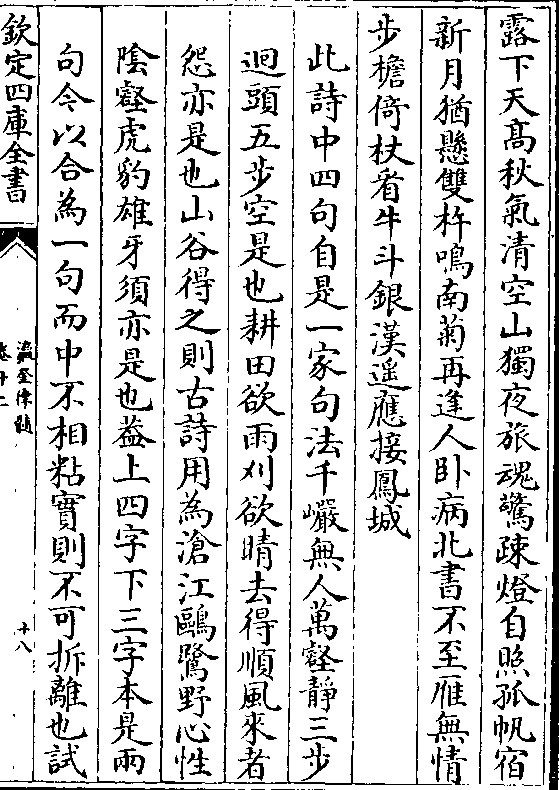 露下天髙秋氣清空山獨夜旅魂驚疎燈自照孤帆宿
新月猶懸雙杵鳴南菊再逢人卧病北書不至雁無情
步檐倚杖看牛斗銀漢遥應接鳳城
此詩中四句自是一家句法千巖無人萬壑靜三步
迴頭五步空是也耕田欲雨刈欲晴去得順風來者
怨亦是也山谷得之則古詩用為滄江鷗鷺野心性
陰壑虎豹雄牙須亦是也葢上四字下三字本是兩
句今以合為一句而中不相粘實則不可拆離也試
欽定四庫全書
瀛奎律髓
卷十二
十八